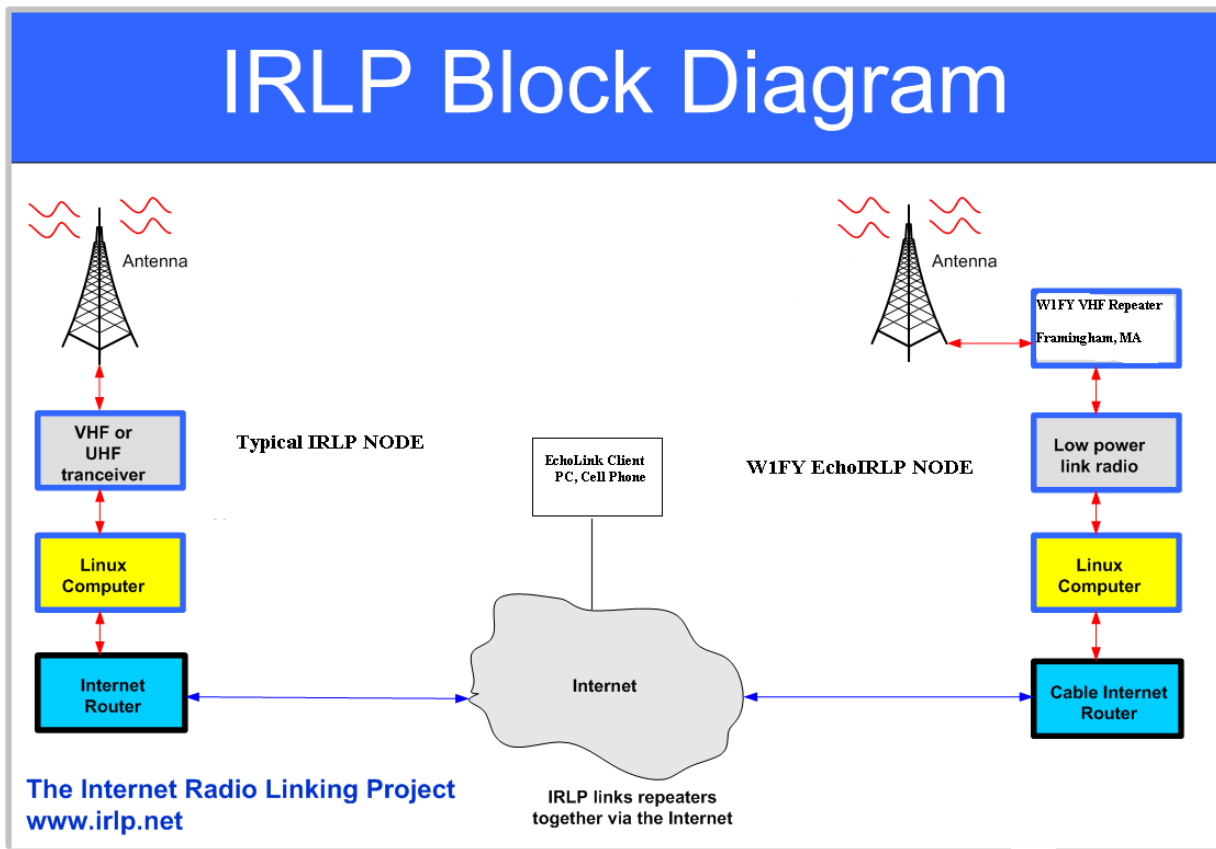 IRLP Block Diagram
Antenna
Antenna
W1FY VHF Repeater
Framingham, MA
VHF or
UHF
tranceiver
Typical IRLP NODE
EchoLink Client
PC, Cell Phone
W1FY EchoIRLP NODE
Low power
link radio
Linux
Computer
Linux
Computer
Internet
Router
Internet
Cable Internet
Router
The Internet Radio Linking Project
www.irlp.net
IRLP links repeaters
together via the Internet